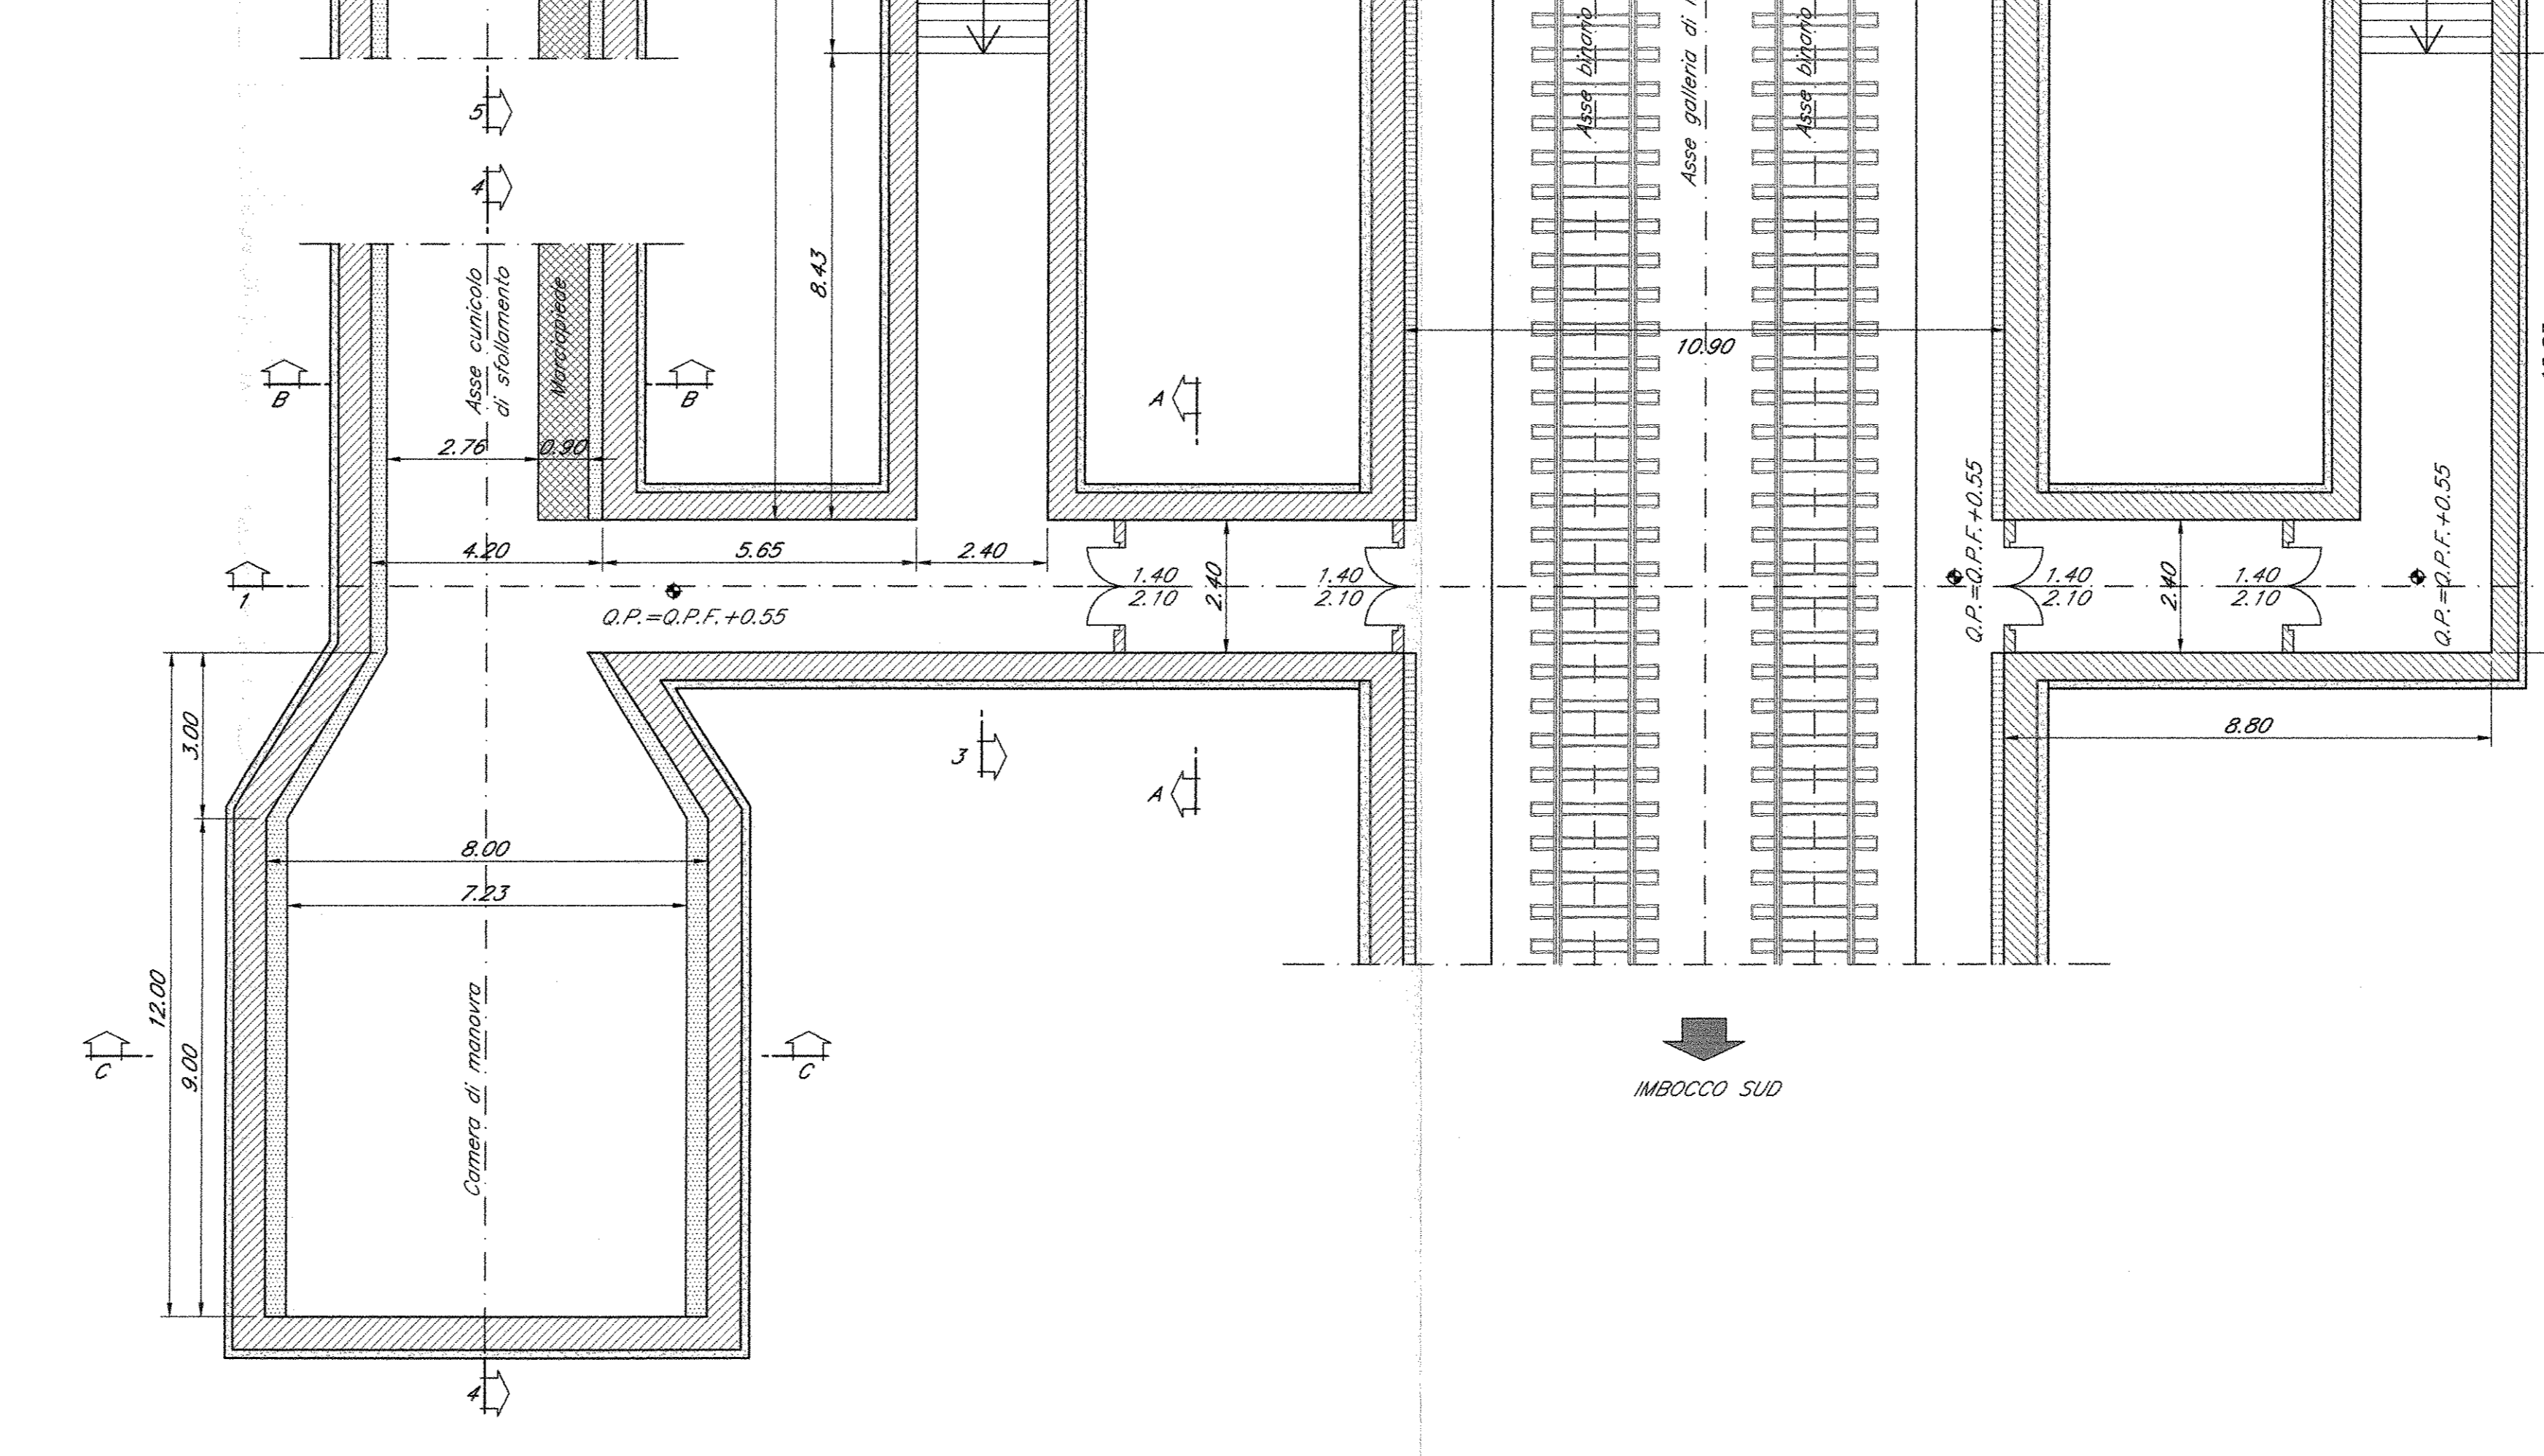 5
4
Asse cunicolo
di sfollamento
Marciapiede
8.43
Asse binario
Asse galleria di
Asse binario
10.90
B
B
A
2.76
0.90
4.20
5.65
2.40
1
Q.P.=Q.P.F.+0.55
1.40
2.10
2.40
1.40
2.10
Q.P.=Q.P.F.+0.55
1.40
2.10
2.40
1.40
2.10
Q.P.=Q.P.F.+0.55
3.00
3
A
8.80
8.00
7.23
12.00
9.00
Camera di manovra
C
C
IMBOCCO SUD
4